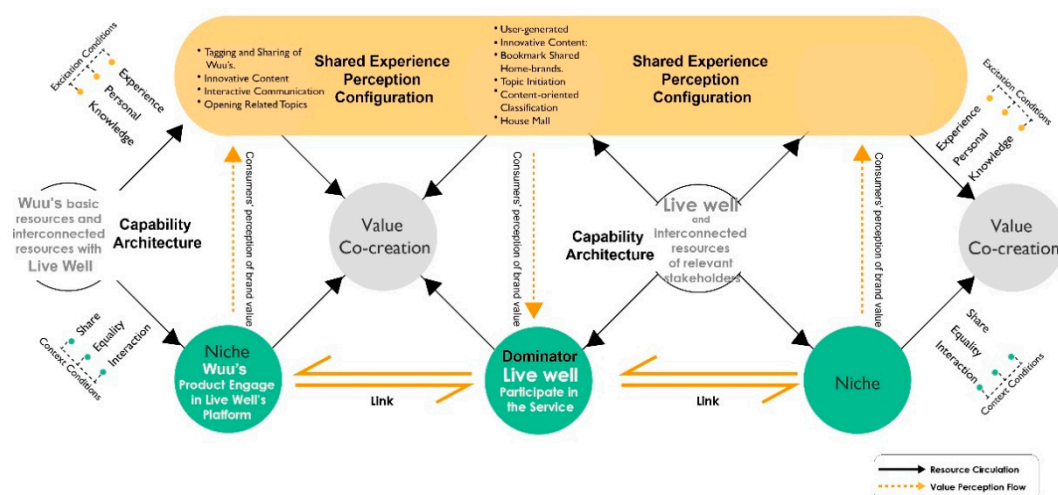 Excitation Conditions
Experience
Personal
Knowledge
• Tagging and Sharing of
Wuu's.
• Innovative Content
• Interactive Communication
• Opening Related Topics
Shared Experience
Perception
Configuration
• User-generated
• Innovative Content:
• Bookmark Shared
Home-brands.
• Topic Initiation
• Content-oriented
Classification
• House Mall
Shared Experience
Perception
Configuration
Excitation Conditions
Experience
Personal
Knowledge
Wuu's basic
resources and
interconnected
resources with
Live Well
Capability
Architecture
Consumers' perception of brand value
Value
Co-creation
Consumers' perception of brand value
Capability
Architecture
Live well
and
interconnected
resources
of relevant
stakeholders
Consumers' perception of brand value
Value
Co-creation
Share
Equality
Interaction
Context Conditions
Niche
Wuu's
Product Engage
in Live Well's
Platform
Link
Dominator
Live well
Participate in
the Service
Link
Niche
Share
Equality
Interaction
Context Conditions
Resource Circulation
Value Perception Flow